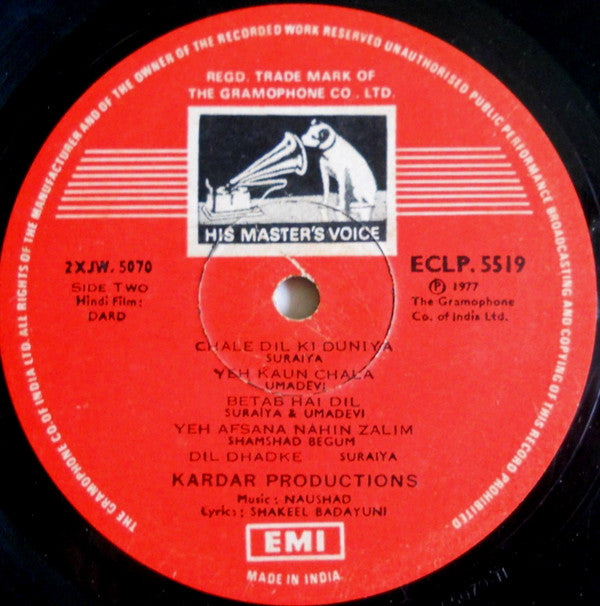 THE GRAMOPHONE CO. OF INDIA LTD. ALL RIGHTS OF THE MANUFACTURER AND OF THE OWNER OF THE RECORDED WORK RESERVED UNAUTHORISED PUBLIC PERFORMANCE BROADCASTING AND COPYING OF THIS RECORD PROHIBITED.
REGD. TRADE MARK OF
THE GRAMOPHONE CO. LTD.
HIS MASTER'S VOICE
2XJW. 5070
SIDE TWO
Hindi Film:
DARD
ECLP. 5519
Ⓟ 1977
The Gramophone
Co. of India Ltd.
CHALE DIL KI DUNIYA
SURAIYA
YEH KAUN CHALA
UMADEVI
BETAB HAI DIL
SURAIYA & UMADEVI
YEH AFSANA NAHIN ZALIM
SHAMSHAD BEGUM
DIL DHADKE SURAIYA
KARDAR PRODUCTIONS
Music: NAUSHAD
Lyrics: SHAKEEL BADAYUNI
EMI
MADE IN INDIA